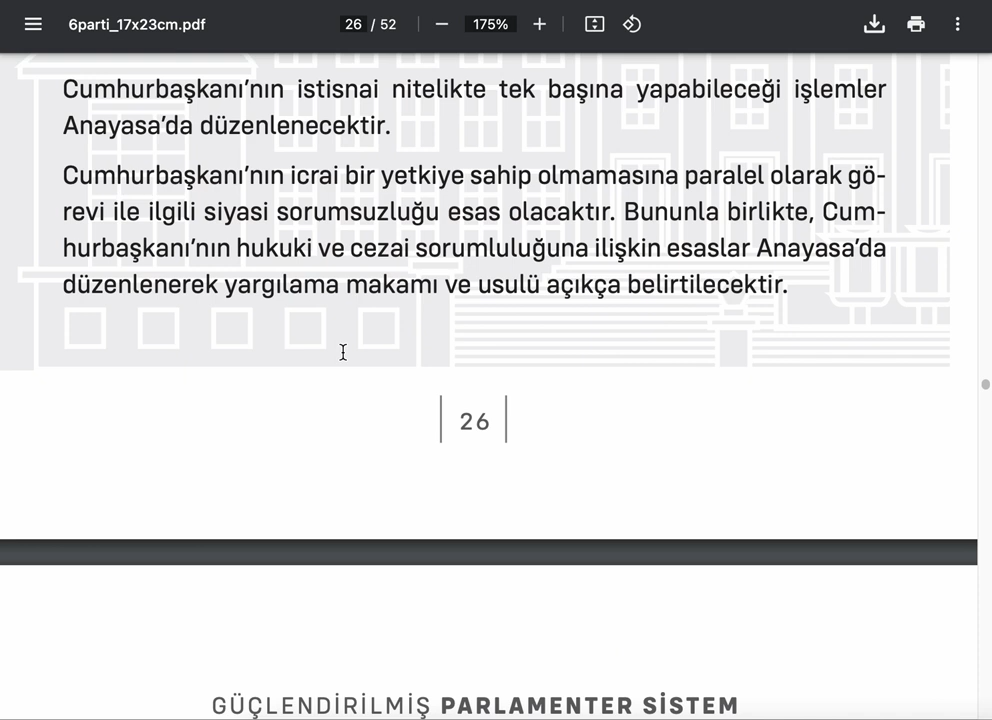 6parti_17x23cm.pdf 26 / 52 175%
Cumhurbaşkanı’nın istisnai nitelikte tek başına yapabileceği işlemler
Anayasa’da düzenlenecektir.
Cumhurbaşkanı’nın icrai bir yetkiye sahip olmamasına paralel olarak gö-
revi ile ilgili siyasi sorumsuzluğu esas olacaktır. Bununla birlikte, Cum-
hurbaşkanı’nın hukuki ve cezai sorumluluğuna ilişkin esaslar Anayasa’da
düzenlenerek yargılama makamı ve usulü açıkça belirtilecektir.
26
GÜÇLENDİRİLMİŞ PARLAMENTER SİSTEM